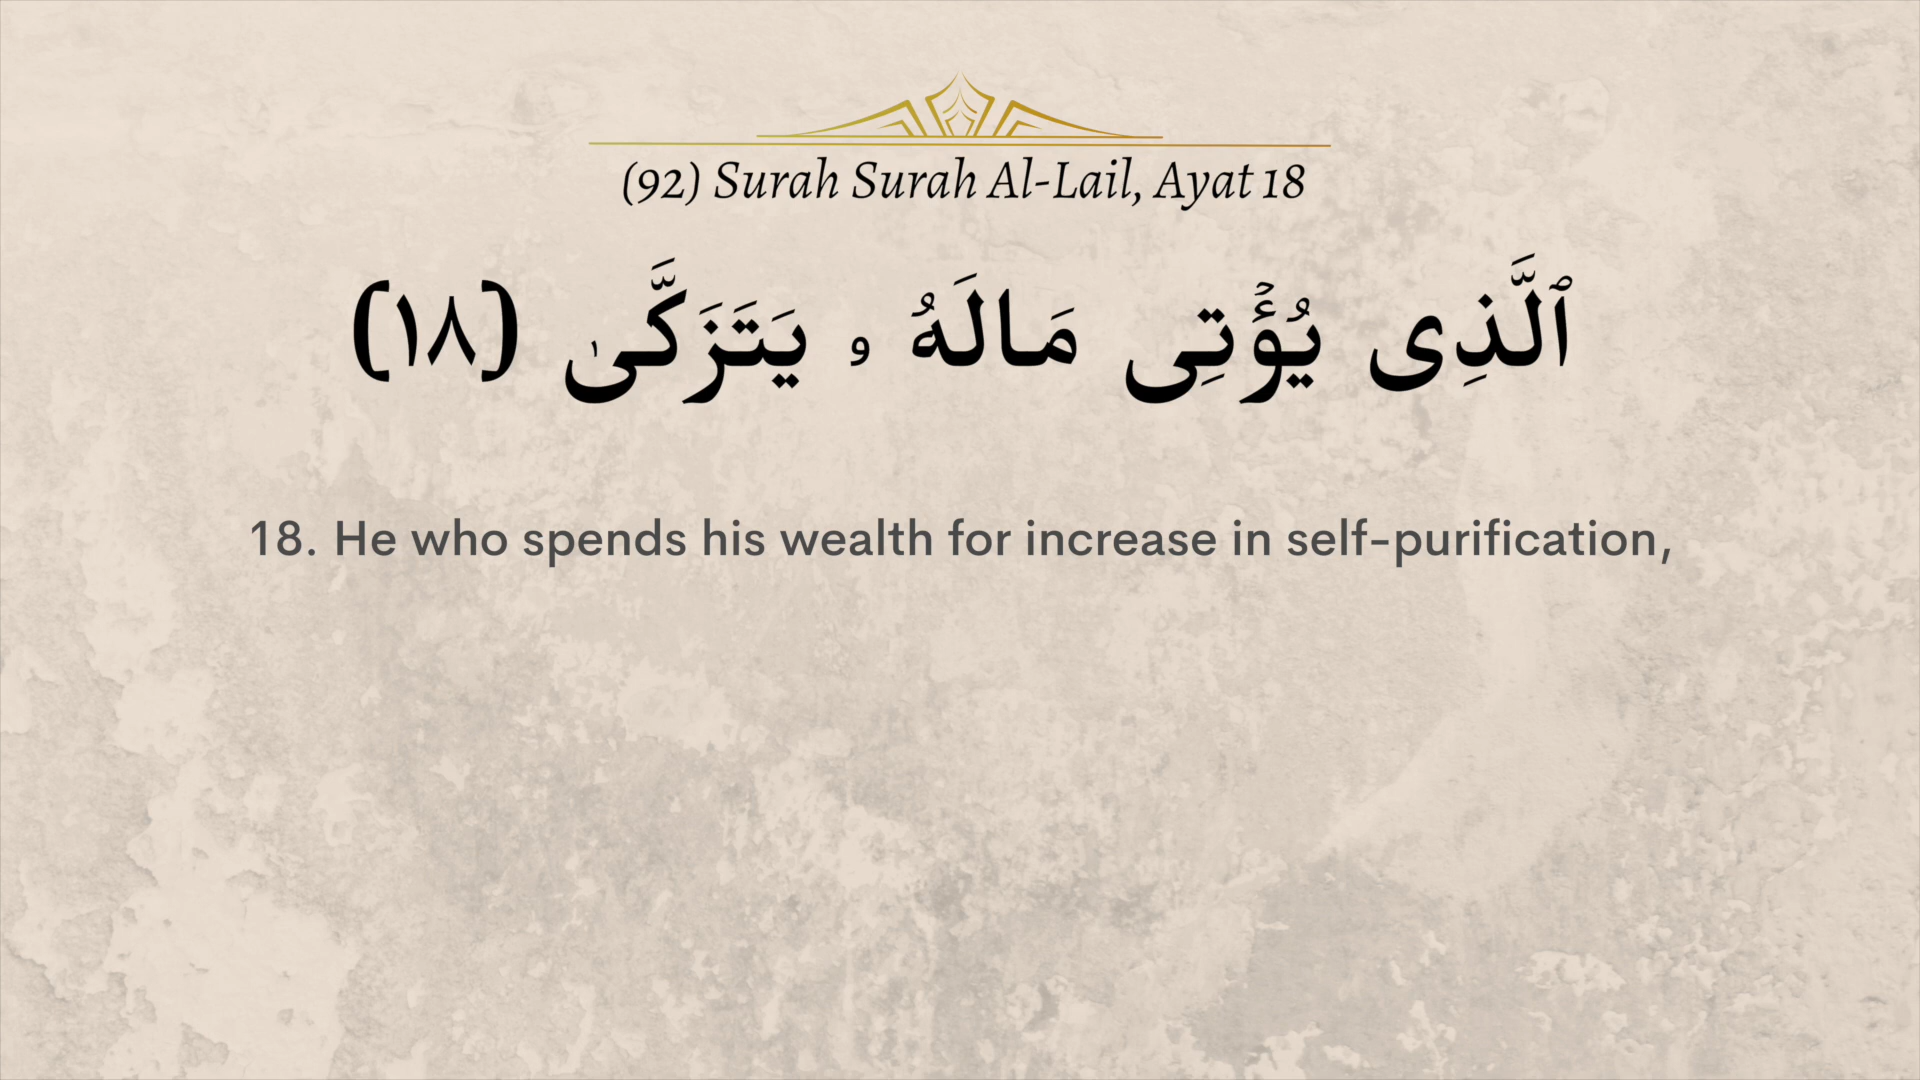 (92) Surah Surah Al-Lail, Ayat 18
ٱلَّذِى يُؤْتِى مَالَهُ ۥ يَتَزَكَّىٰ (١٨)
18. He who spends his wealth for increase in self-purification,